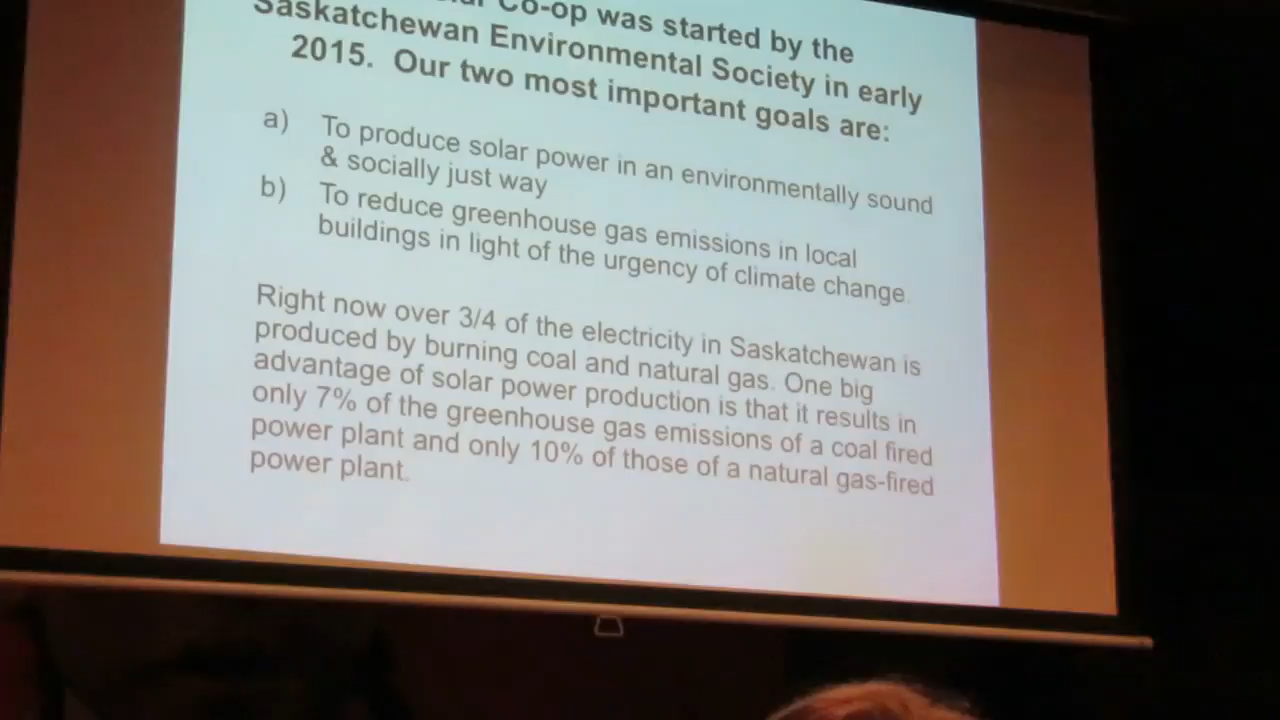 Co-op was started by the
Saskatchewan Environmental Society in early
2015. Our two most important goals are:
a) To produce solar power in an environmentally sound
& socially just way
b) To reduce greenhouse gas emissions in local
buildings in light of the urgency of climate change.
Right now over 3/4 of the electricity in Saskatchewan is
produced by burning coal and natural gas. One big
advantage of solar power production is that it results in
only 7% of the greenhouse gas emissions of a coal fired
power plant and only 10% of those of a natural gas-fired
power plant.